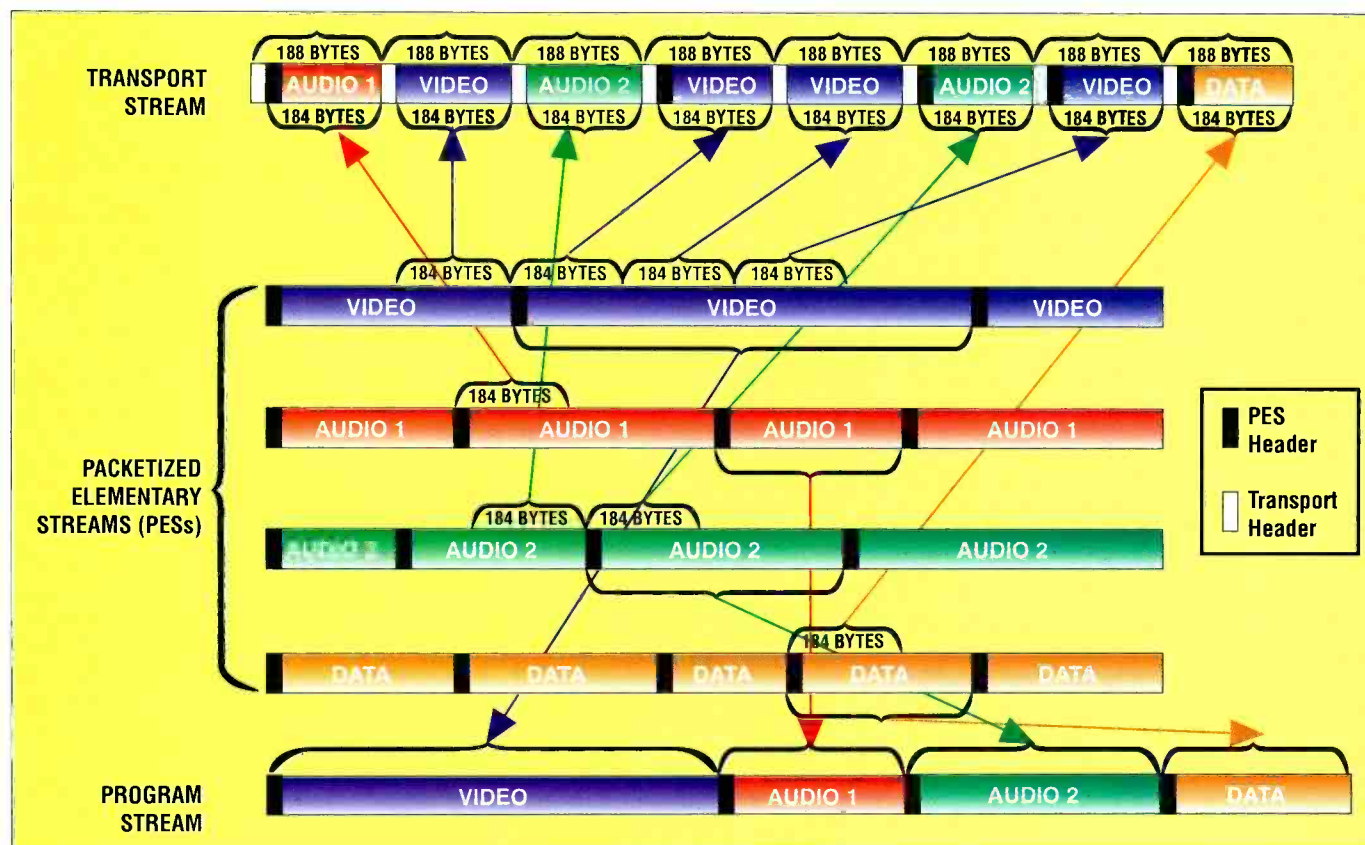 188 BYTES 188 BYTES 188 BYTES 188 BYTES 188 BYTES 188 BYTES 188 BYTES 188 BYTES
TRANSPORT
STREAM
AUDIO 1 VIDEO AUDIO 2 VIDEO VIDEO AUDIO 2 VIDEO DATA
184 BYTES 184 BYTES 184 BYTES 184 BYTES 184 BYTES 184 BYTES 184 BYTES 184 BYTES
184 BYTES 184 BYTES 184 BYTES 184 BYTES
VIDEO VIDEO VIDEO
184 BYTES
AUDIO 1 AUDIO 1 AUDIO 1 AUDIO 1
PACKETIZED
ELEMENTARY
STREAMS (PESs)
184 BYTES 184 BYTES
AUDIO 2 AUDIO 2 AUDIO 2 AUDIO 2
184 BYTES
DATA DATA DATA DATA DATA
PES
Header
Transport
Header
PROGRAM
STREAM
VIDEO AUDIO 1 AUDIO 2 DATA